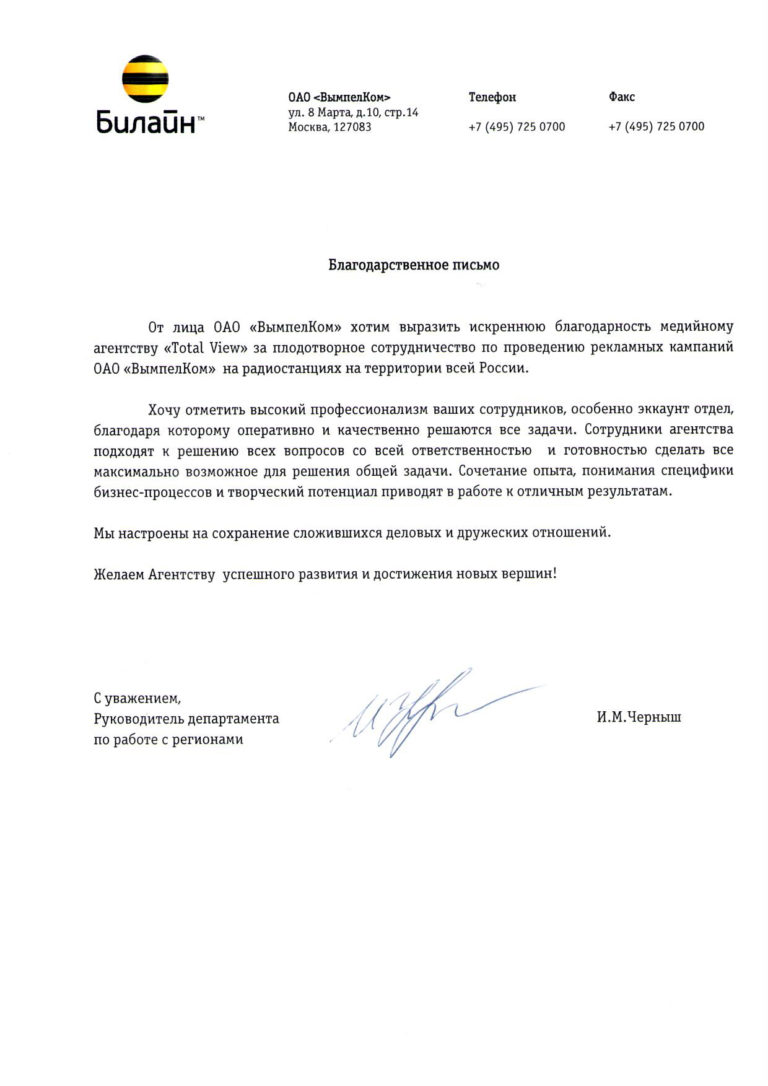 Билайн™
ОАО <ВымпелКом>
ул. 8 Марта, д.10, стр.14
Москва, 127083
Телефон
+7 (495) 725 0700
Факс
+7 (495) 725 0700
Благодарственное письмо
От лица ОАО «ВымпелКом» хотим выразить искреннюю благодарность медийному
агентству «Total View» за плодотворное сотрудничество по проведению рекламных кампаний
ОАО «ВымпелКом» на радиостанциях на территории всей России.
Хочу отметить высокий профессионализм ваших сотрудников, особенно эккаунт отдел,
благодаря которому оперативно и качественно решаются все задачи. Сотрудники агентства
подходят к решению всех вопросов со всей ответственностью и готовностью сделать все
максимально возможное для решения общей задачи. Сочетание опыта, понимания специфики
бизнес-процессов и творческий потенциал приводят в работе к отличным результатам.
Мы настроены на сохранение сложившихся деловых и дружеских отношений.
Желаем Агентству успешного развития и достижения новых вершин!
С уважением,
Руководитель департамента
по работе с регионами
И.М.Черныш